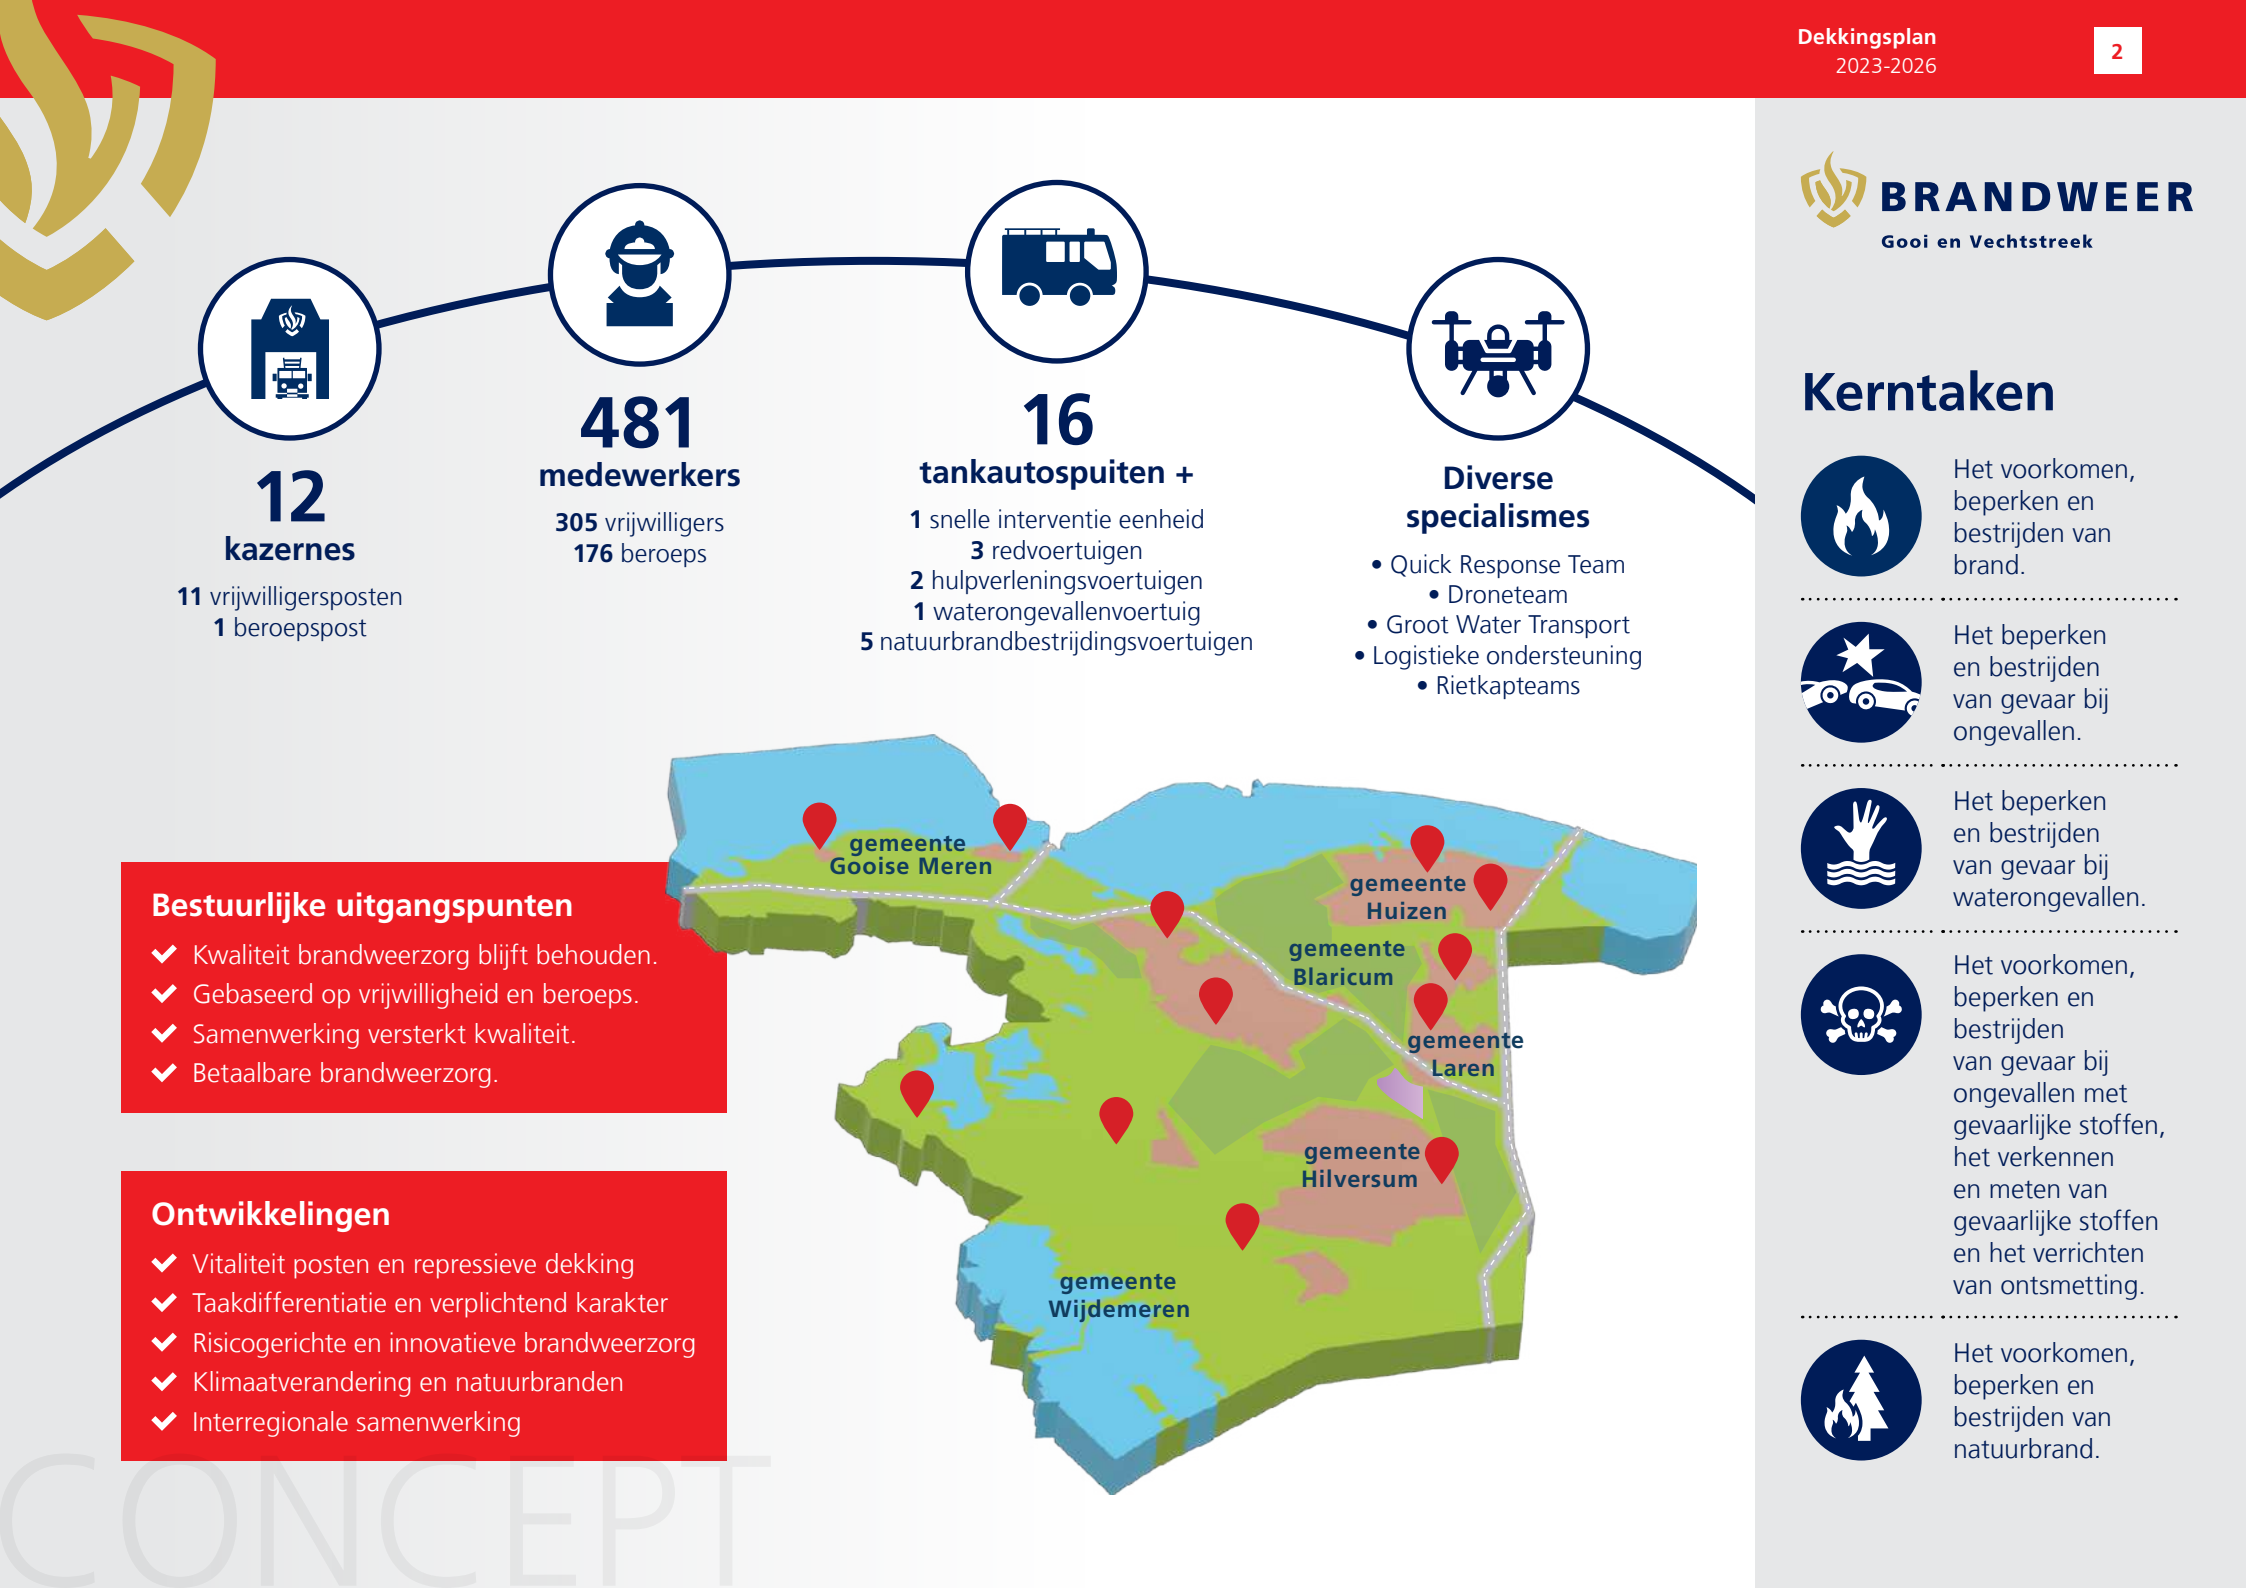 Dekkingsplan
2023-2026
2
BRANDWEER
Gooi en Vechtstreek
12
kazernes
11 vrijwilligersposten
1 beroepspost
481
medewerkers
305 vrijwilligers
176 beroeps
16
tankautospuiten +
1 snelle interventie eenheid
3 redvoertuigen
2 hulpverleningsvoertuigen
1 waterongevallenvoertuig
5 natuurbrandbestrijdingsvoertuigen
Diverse
specialismes
• Quick Response Team
• Droneteam
• Groot Water Transport
• Logistieke ondersteuning
• Rietkapteams
Bestuurlijke uitgangspunten
Kwaliteit brandweerzorg blijft behouden.
Gebaseerd op vrijwilligheid en beroeps.
Samenwerking versterkt kwaliteit.
Betaalbare brandweerzorg.
Ontwikkelingen
Vitaliteit posten en repressieve dekking
Taakdifferentiatie en verplichtend karakter
Risicogerichte en innovatieve brandweerzorg
Klimaatverandering en natuurbranden
Interregionale samenwerking
gemeente
Gooise Meren
gemeente
Huizen
gemeente
Blaricum
gemeente
Laren
gemeente
Hilversum
gemeente
Wijdemeren
Kerntaken
Het voorkomen,
beperken en
bestrijden van
brand.
Het beperken
en bestrijden
van gevaar bij
ongevallen.
Het beperken
en bestrijden
van gevaar bij
waterongevallen.
Het voorkomen,
beperken en
bestrijden
van gevaar bij
ongevallen met
gevaarlijke stoffen,
het verkennen
en meten van
gevaarlijke stoffen
en het verrichten
van ontsmetting.
Het voorkomen,
beperken en
bestrijden van
natuurbrand.
CONCEPT